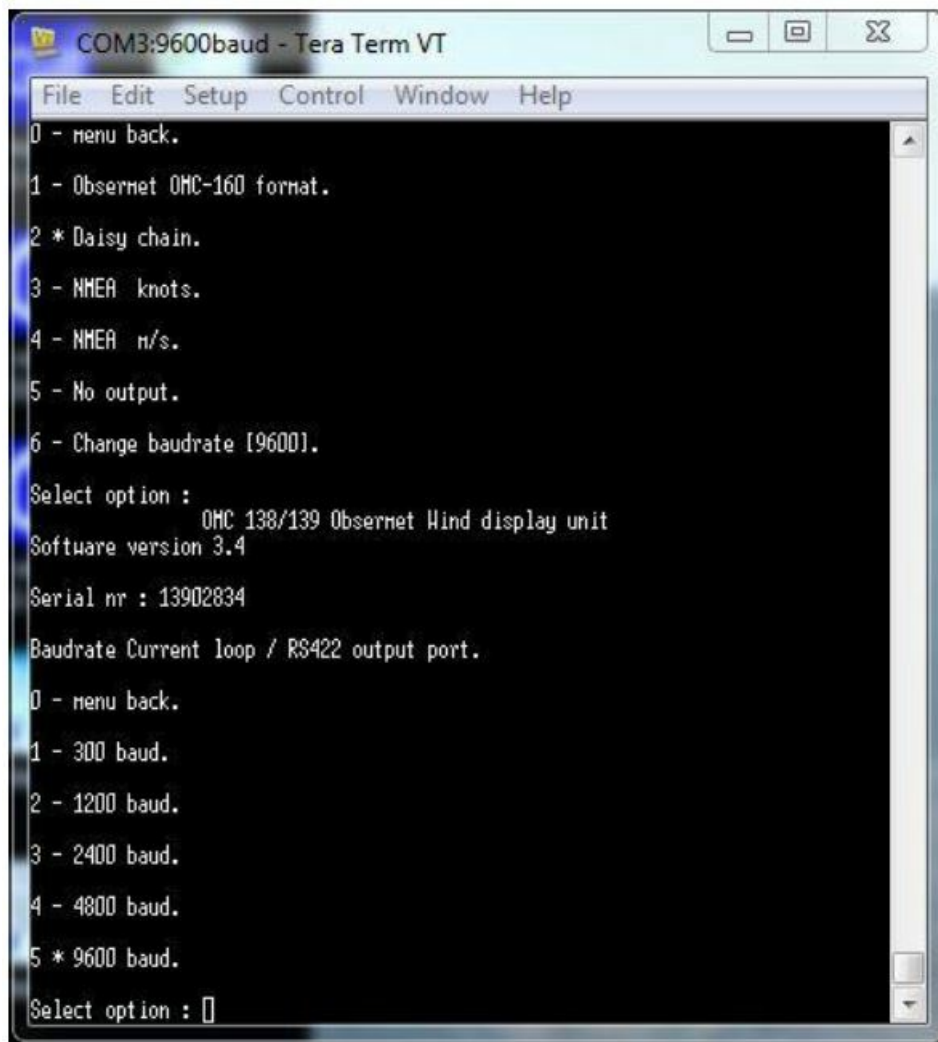 COM3:9600baud - Tera Term VT
File Edit Setup Control Window Help
0 - menu back.
1 - Obsermet OMC-160 format.
2 * Daisy chain.
3 - NMEA knots.
4 - NMEA m/s.
5 - No output.
6 - Change baudrate [9600].
Select option :
OMC 138/139 Obsermet Wind display unit
Software version 3.4
Serial nr : 13902834
Baudrate Current loop / RS422 output port.
0 - menu back.
1 - 300 baud.
2 - 1200 baud.
3 - 2400 baud.
4 - 4800 baud.
5 * 9600 baud.
Select option :